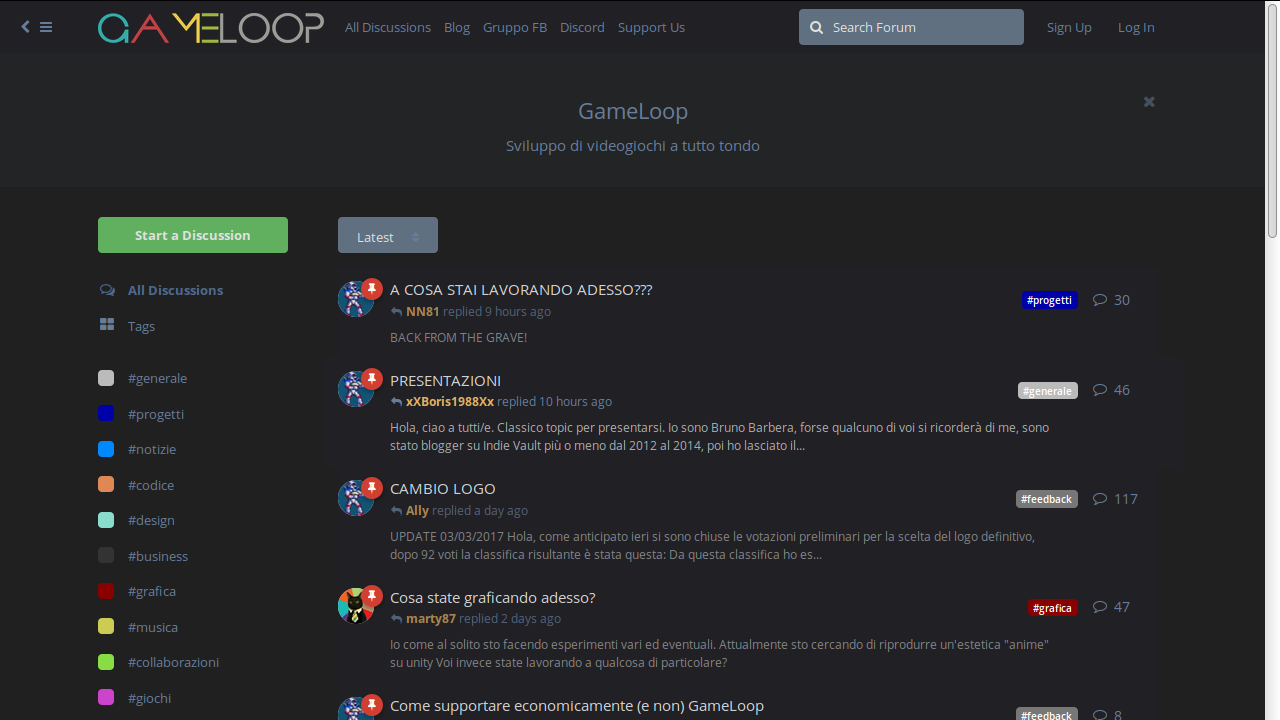 GAMELOOP All Discussions Blog Gruppo FB Discord Support Us Search Forum Sign Up Log In
GameLoop
Sviluppo di videogiochi a tutto tondo
Start a Discussion
All Discussions
Tags
#generale
#progetti
#notizie
#codice
#design
#business
#grafica
#musica
#collaborazioni
#giochi
Latest
A COSA STAI LAVORANDO ADESSO???
#progetti 30
NN81 replied 9 hours ago
BACK FROM THE GRAVE!
PRESENTAZIONI
#generale 46
xXBoris1988Xx replied 10 hours ago
Hola, ciao a tutti/e. Classico topic per presentarsi. Io sono Bruno Barbera, forse qualcuno di voi si ricorderà di me, sono
stato blogger su Indie Vault più o meno dal 2012 al 2014, poi ho lasciato il...
CAMBIO LOGO
#feedback 117
Ally replied a day ago
UPDATE 03/03/2017 Hola, come anticipato ieri si sono chiuse le votazioni preliminari per la scelta del logo definitivo,
dopo 92 voti la classifica risultante è stata questa: Da questa classifica ho es...
Cosa state graficando adesso?
#grafica 47
marty87 replied 2 days ago
Io come al solito sto facendo esperimenti vari ed eventuali. Attualmente sto cercando di riprodurre un'estetica "anime"
su unity Voi invece state lavorando a qualcosa di particolare?
Come supportare economicamente (e non) GameLoop
#feedback 8